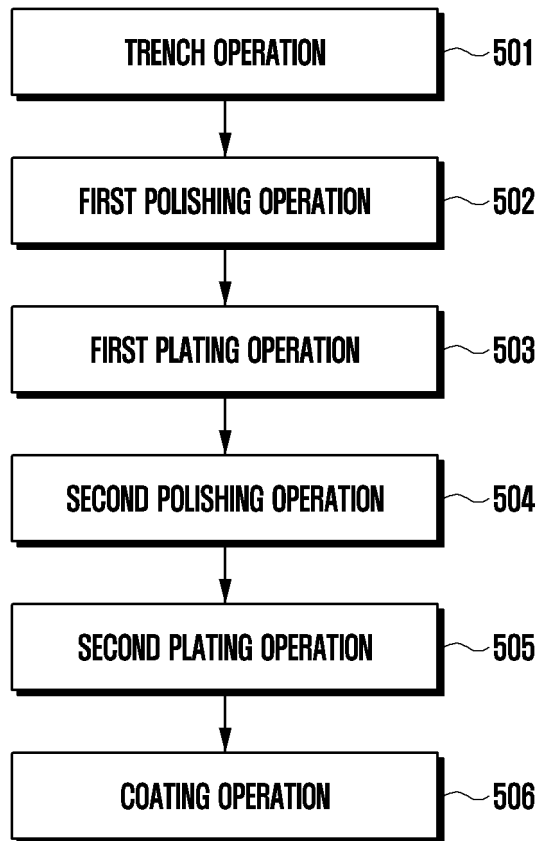 TRENCH OPERATION 501
FIRST POLISHING OPERATION 502
FIRST PLATING OPERATION 503
SECOND POLISHING OPERATION 504
SECOND PLATING OPERATION 505
COATING OPERATION 506